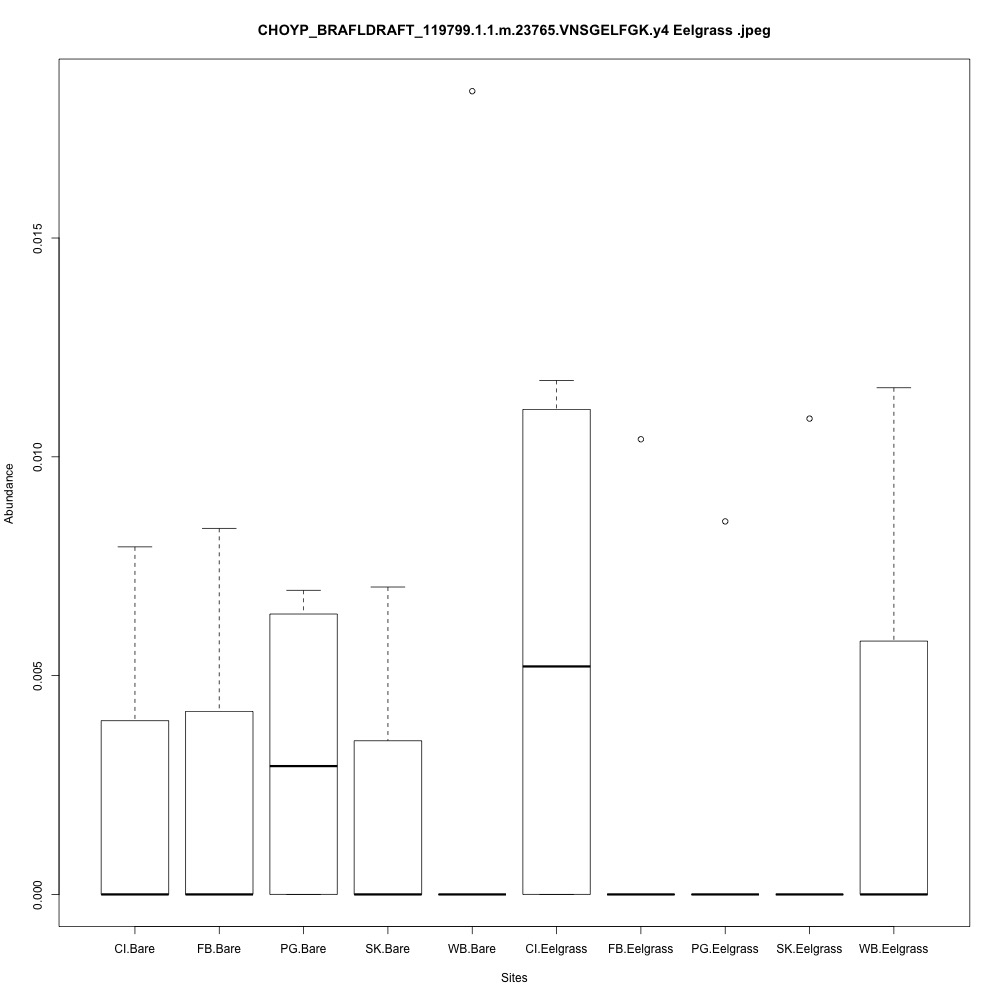 CHOYP_BRAFLDRAFT_119799.1.1.m.23765.VNSGELFGK.y4 Eelgrass .jpeg
Abundance
0.015
0.010
0.005
0.000
CI.Bare FB.Bare PG.Bare SK.Bare WB.Bare CI.Eelgrass FB.Eelgrass PG.Eelgrass SK.Eelgrass WB.Eelgrass
Sites